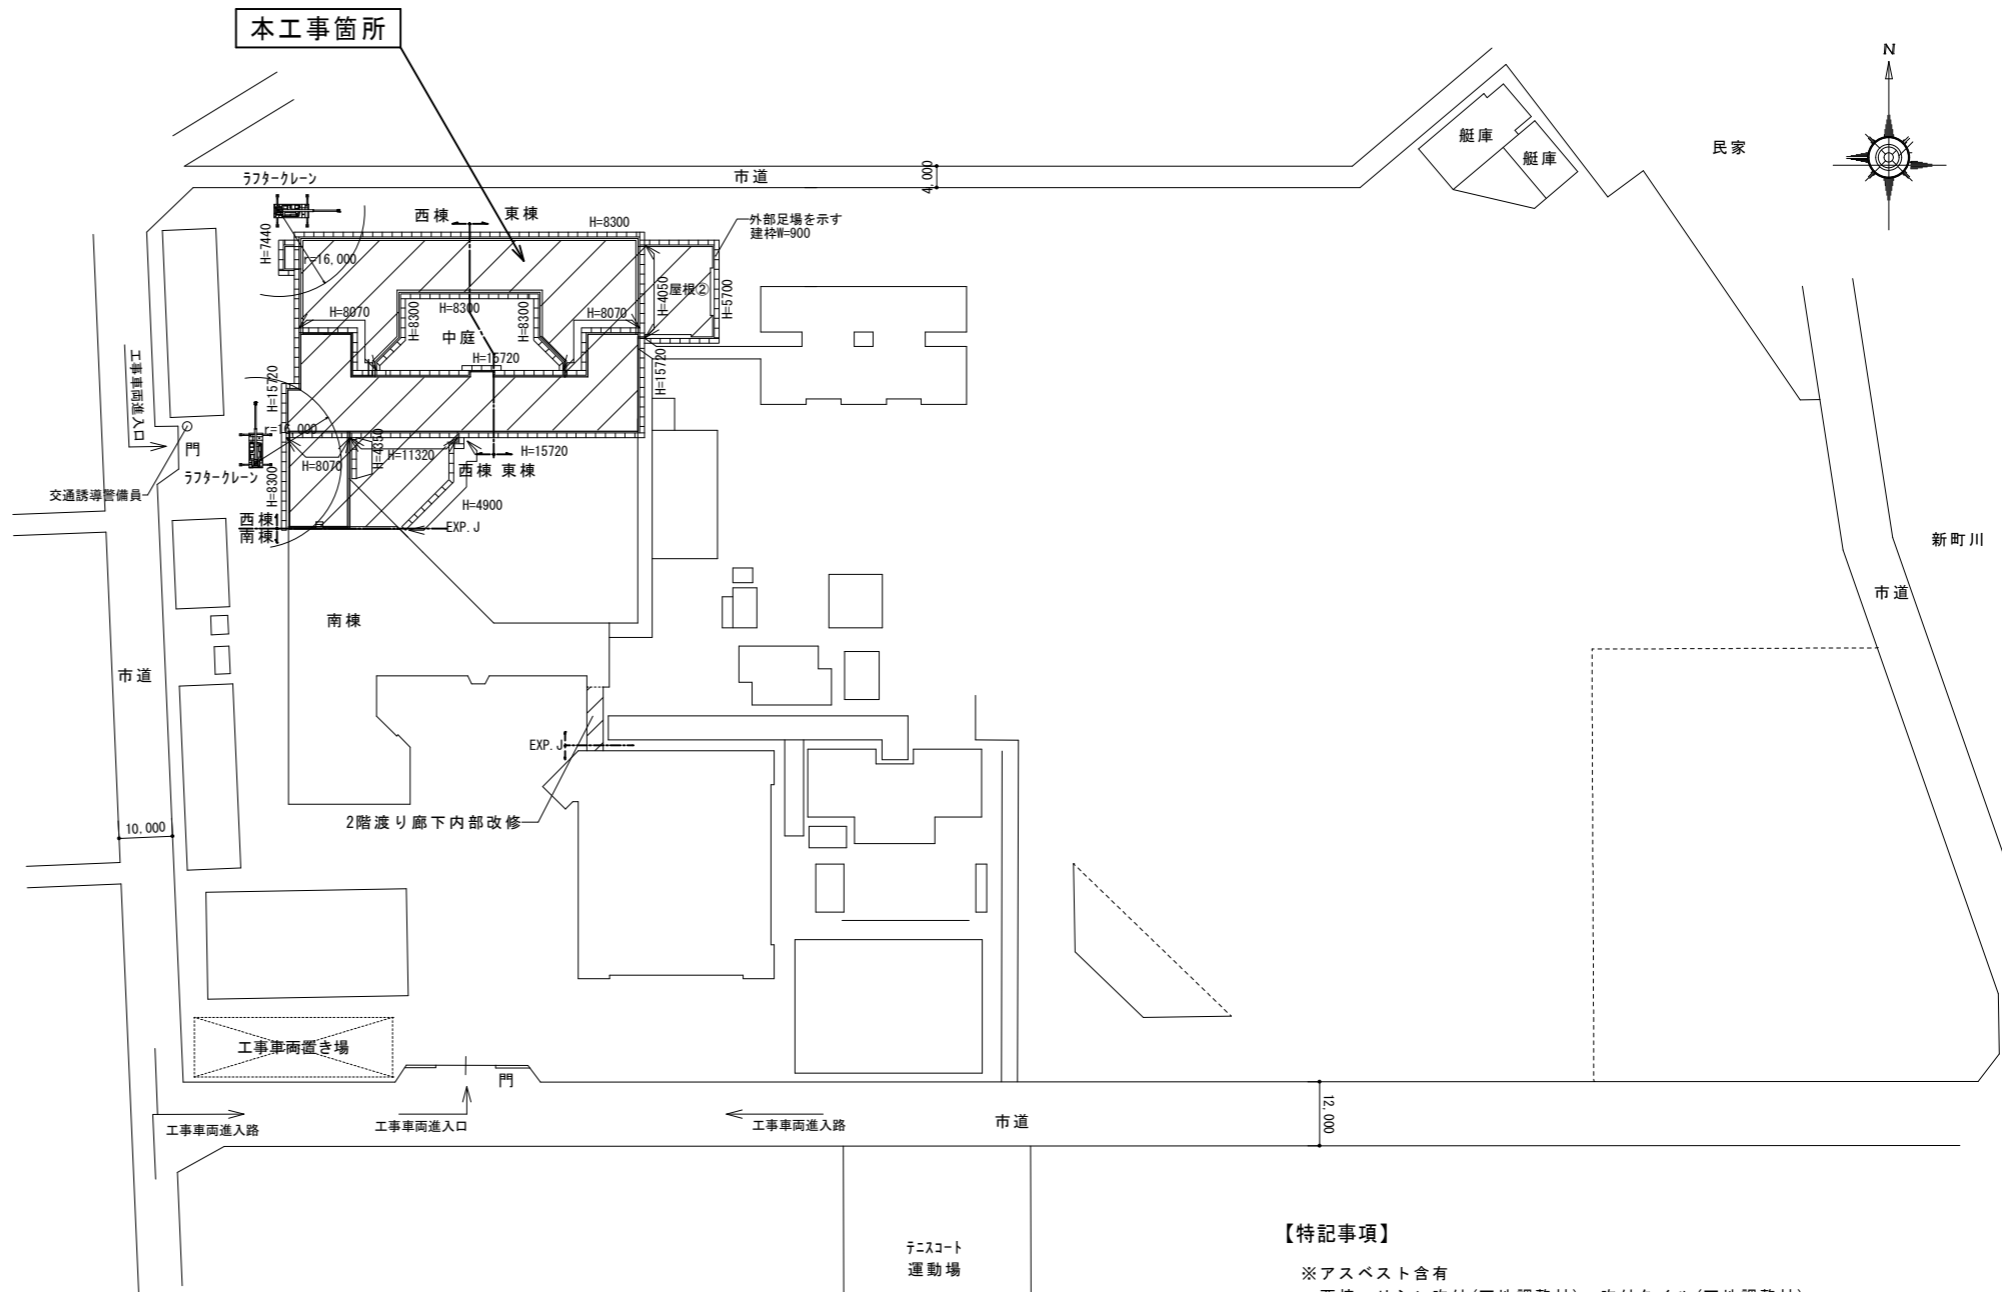 本工事箇所
N
艇庫
艇庫
民家
市道
4,000
ﾗﾌﾀｰｸﾚｰﾝ
西棟
東棟
H=8300
外部足場を示す
建枠W=900
H=7440
r=16,000
H=4050
屋根②
H=5700
H=8070
H=8300
H=8300
H=8300
H=8070
中庭
H=15720
H=15720
H=15720
工事車両進入口
門
r=16,000
H=8070
H=4350
H=11320
H=15720
西棟 東棟
ﾗﾌﾀｰｸﾚｰﾝ
H=8300
H=4900
交通誘導警備員
西棟
南棟
EXP.J
新町川
市道
南棟
市道
EXP.J
2階渡り廊下内部改修
10,000
工事車両置き場
門
工事車両進入路
工事車両進入口
工事車両進入路
市道
12,000
ﾃﾆｽｺｰﾄ
運動場
【特記事項】
※アスベスト含有